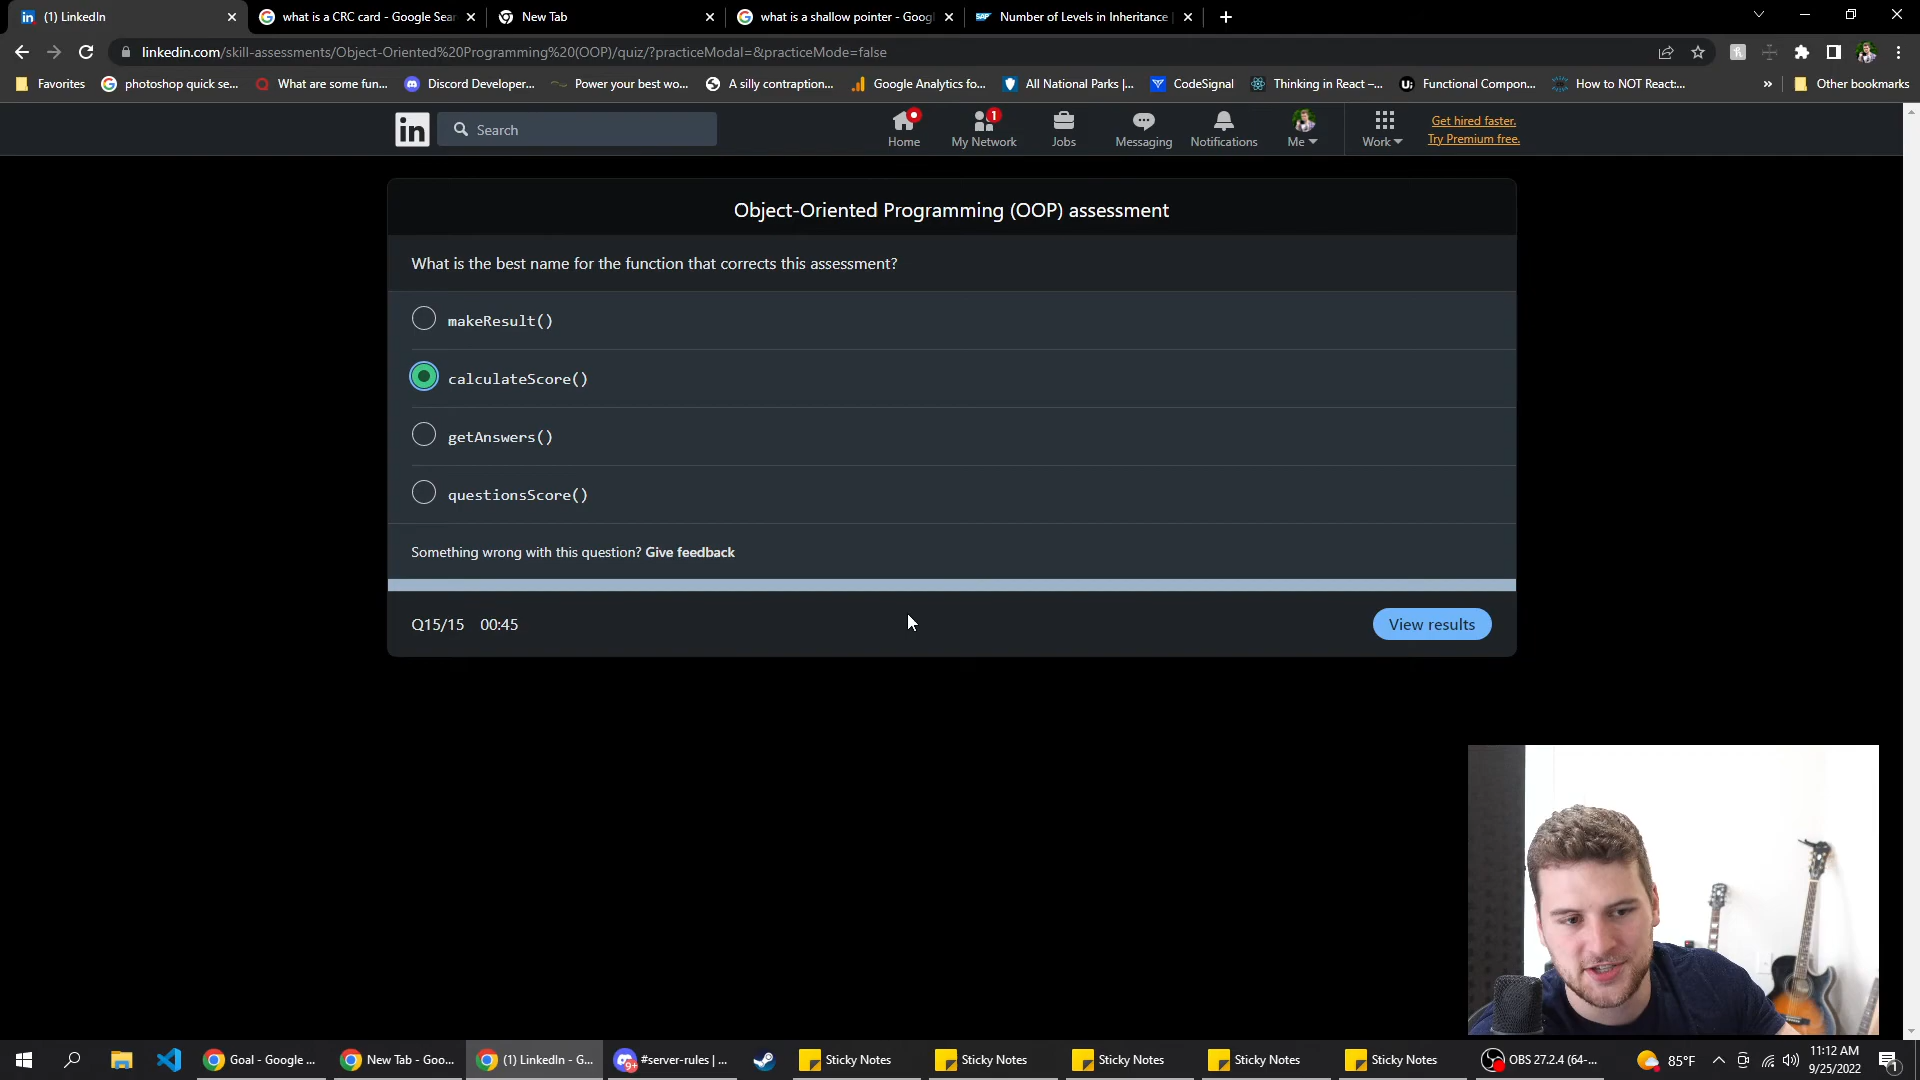 (1) LinkedIn
what is a CRC card - Google Sear
New Tab
what is a shallow pointer - Googl
SAP Number of Levels in Inheritance |
linkedin.com/skill-assessments/Object-Oriented%20Programming%20(OOP)/quiz/?practiceModal=&practiceMode=false
Favorites
photoshop quick se...
What are some fun...
Discord Developer...
Power your best wo...
A silly contraption...
Google Analytics fo...
All National Parks |...
CodeSignal
Thinking in React –...
Functional Compon...
How to NOT React:...
»
Other bookmarks
in
Search
Home
1
My Network
Jobs
Messaging
Notifications
Me
Work
Get hired faster.
Try Premium free.
Object-Oriented Programming (OOP) assessment
What is the best name for the function that corrects this assessment?
makeResult()
calculateScore()
getAnswers()
questionsScore()
Something wrong with this question? Give feedback
Q15/15 00:45
View results
Goal - Google ...
New Tab - Goo...
(1) LinkedIn - G...
9+
#server-rules | ...
Sticky Notes
Sticky Notes
Sticky Notes
Sticky Notes
Sticky Notes
OBS 27.2.4 (64-...
85°F
11:12 AM
9/25/2022
1